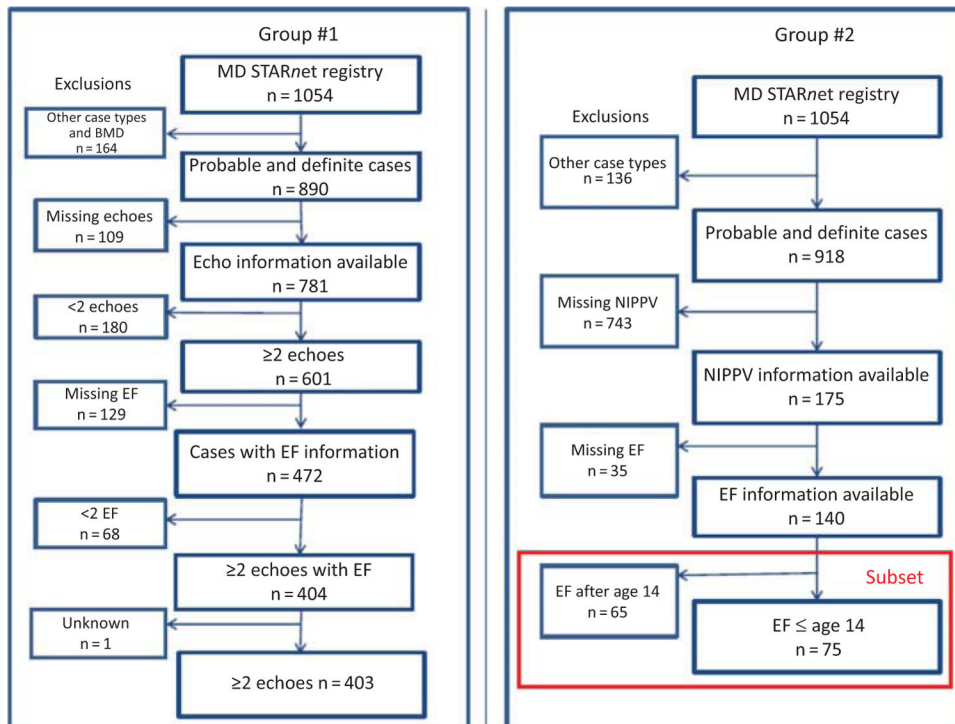 Group #1
MD STARnet registry
n = 1054
Exclusions
Other case types
and BMD
n = 164
Probable and definite cases
n = 890
Missing echoes
n = 109
Echo information available
n = 781
<2 echoes
n = 180
≥2 echoes
n = 601
Missing EF
n = 129
Cases with EF information
n = 472
<2 EF
n = 68
≥2 echoes with EF
n = 404
Unknown
n = 1
≥2 echoes n = 403
Group #2
MD STARnet registry
n = 1054
Exclusions
Other case types
n = 136
Probable and definite cases
n = 918
Missing NIPPV
n = 743
NIPPV information available
n = 175
Missing EF
n = 35
EF information available
n = 140
Subset
EF after age 14
n = 65
EF ≤ age 14
n = 75